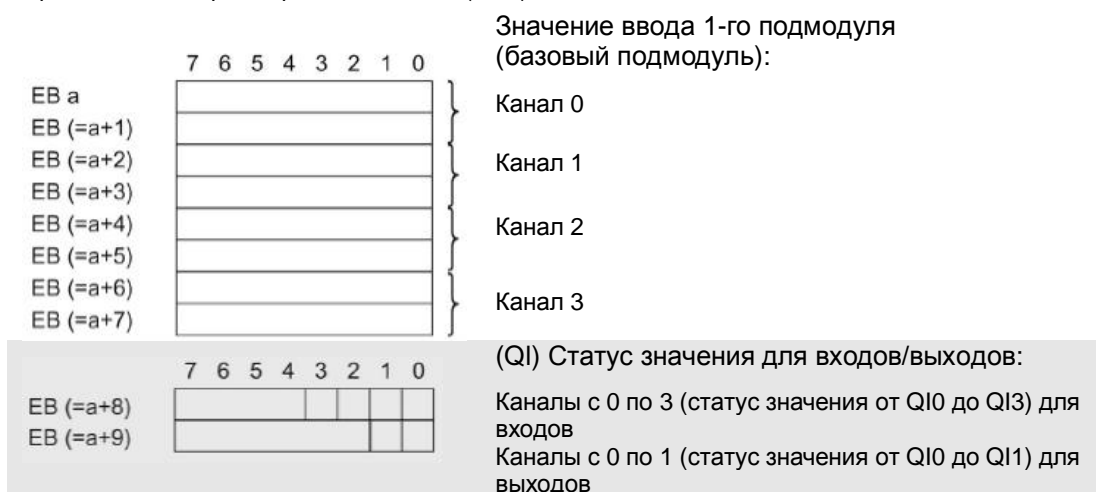 Значение ввода 1-го подмодуля
(базовый подмодуль):
7 6 5 4 3 2 1 0
EB a
EB (=a+1)
Канал 0
EB (=a+2)
EB (=a+3)
Канал 1
EB (=a+4)
EB (=a+5)
Канал 2
EB (=a+6)
EB (=a+7)
Канал 3
(QI) Статус значения для входов/выходов:
7 6 5 4 3 2 1 0
EB (=a+8)
EB (=a+9)
Каналы с 0 по 3 (статус значения от QI0 до QI3) для
входов
Каналы с 0 по 1 (статус значения от QI0 до QI1) для
выходов